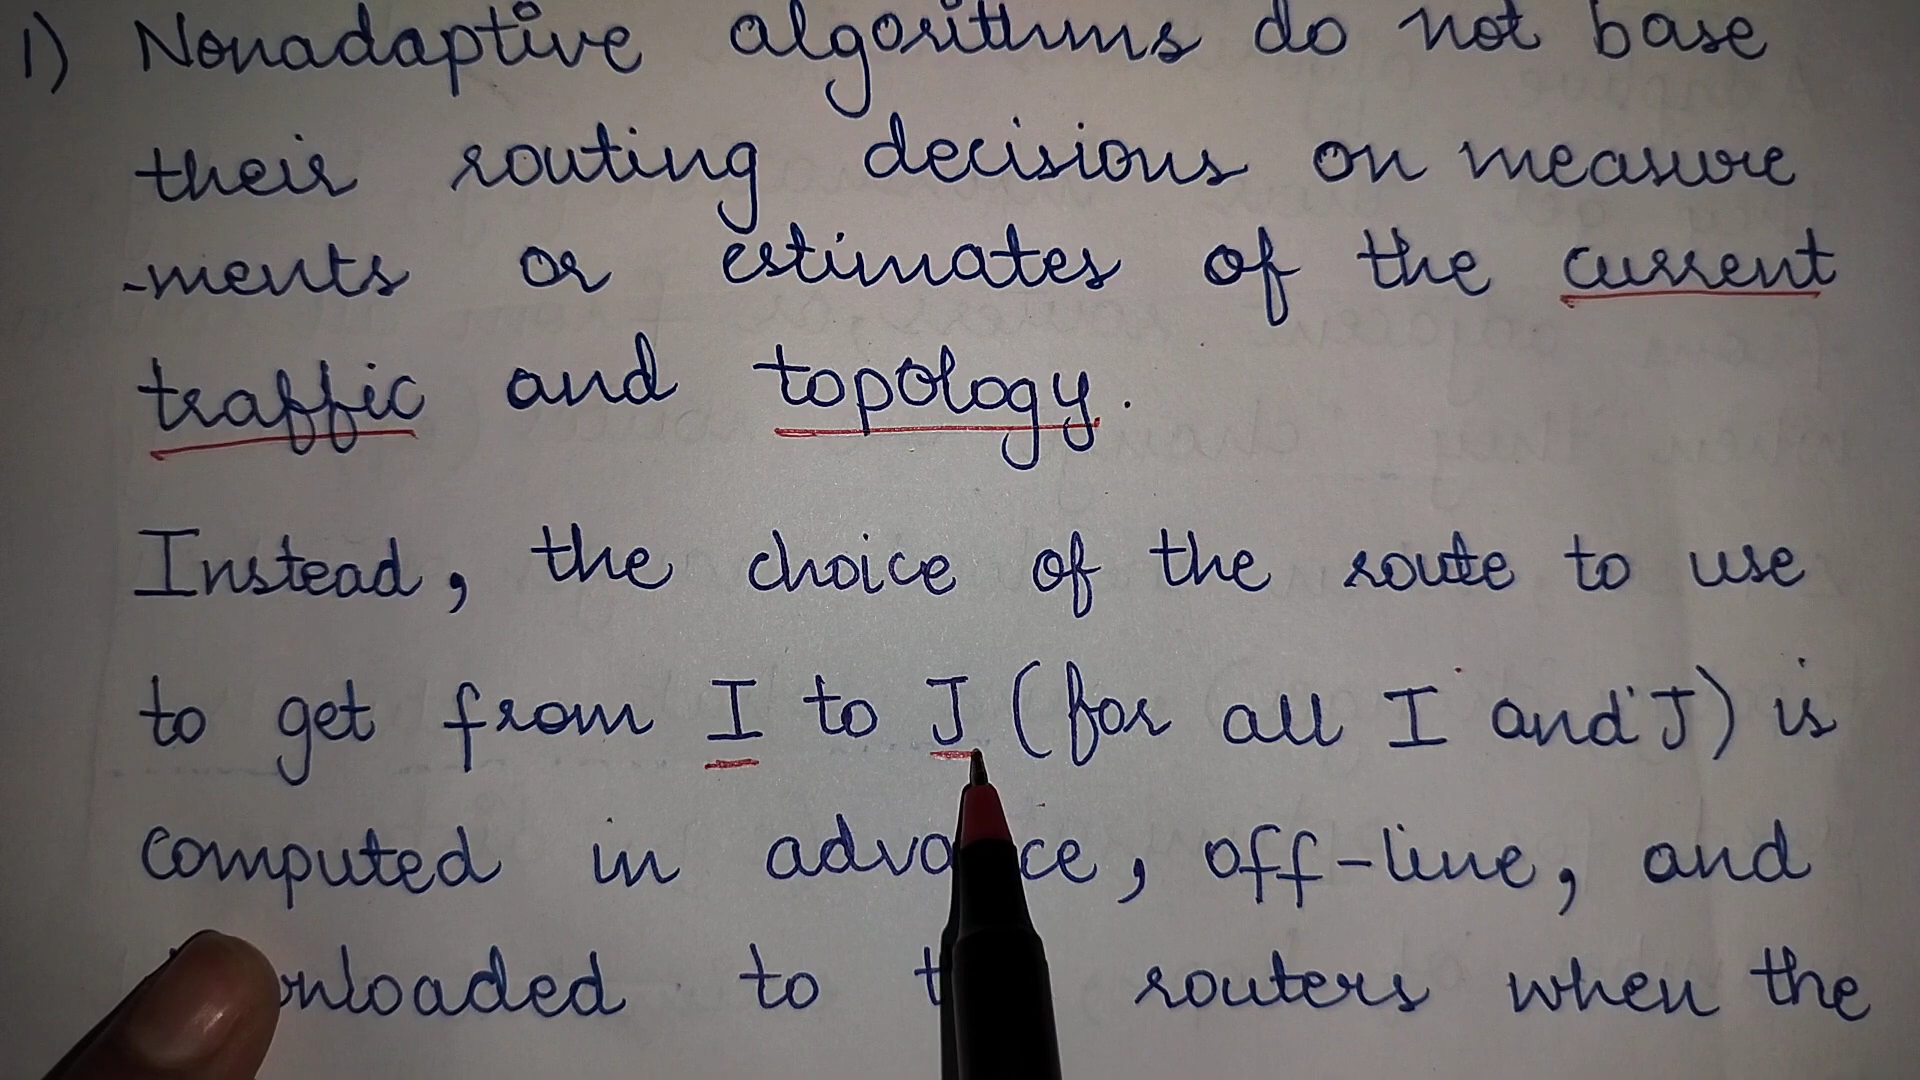 1) Nonadaptive algorithms do not base
their routing decisions on measure
-ments or estimates of the current
traffic and topology.
Instead, the choice of the route to use
to get from I to J (for all I and J) is
computed in advance, off-line, and
to routers when the